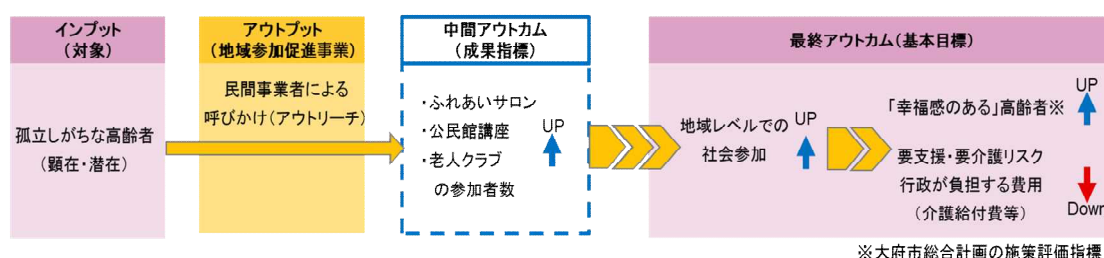 インプット
(対象)
孤立しがちな高齢者
(顕在・潜在)
アウトプット
(地域参加促進事業)
民間事業者による
呼びかけ(アウトリーチ)
中間アウトカム
(成果指標)
・ふれあいサロン
・公民館講座
・老人クラブ
の参加者数
UP
最終アウトカム(基本目標)
地域レベルでの
社会参加
UP
「幸福感のある」高齢者※
UP
要支援・要介護リスク
行政が負担する費用
(介護給付費等)
Down
※大府市総合計画の施策評価指標